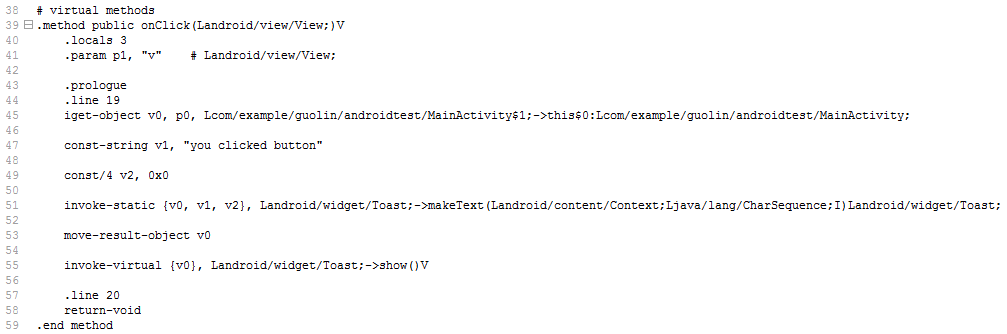 38 # virtual methods
39 .method public onClick(Landroid/view/View;)V
40     .locals 3
41     .param p1, "v"    # Landroid/view/View;
42
43     .prologue
44     .line 19
45     iget-object v0, p0, Lcom/example/guolin/androidtest/MainActivity$1;->this$0:Lcom/example/guolin/androidtest/MainActivity;
46
47     const-string v1, "you clicked button"
48
49     const/4 v2, 0x0
50
51     invoke-static {v0, v1, v2}, Landroid/widget/Toast;->makeText(Landroid/content/Context;Ljava/lang/CharSequence;I)Landroid/widget/Toast;
52
53     move-result-object v0
54
55     invoke-virtual {v0}, Landroid/widget/Toast;->show()V
56
57     .line 20
58     return-void
59 .end method